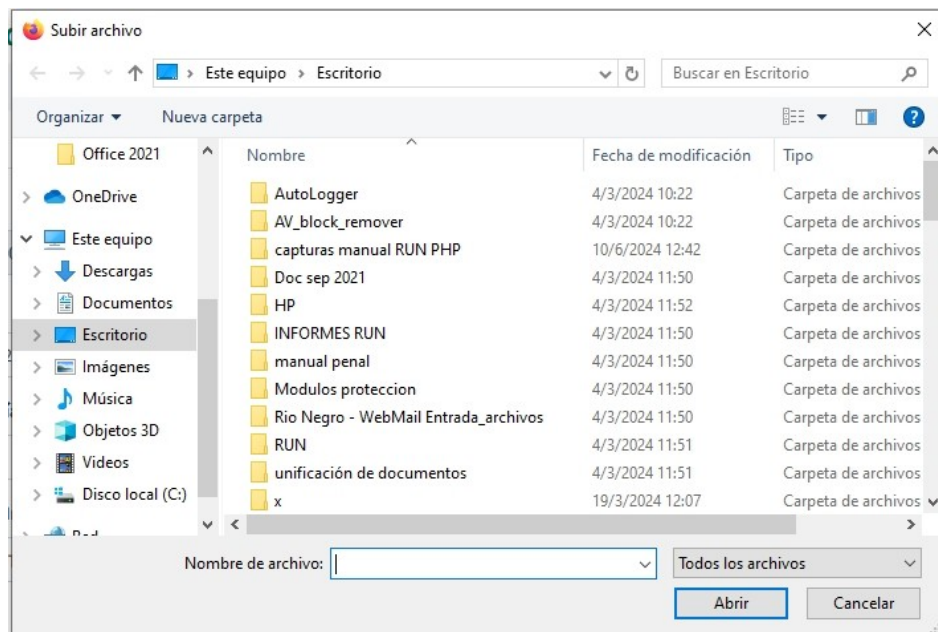 Subir archivo
Este equipo > Escritorio
Buscar en Escritorio
Organizar
Nueva carpeta
Office 2021
OneDrive
Este equipo
Descargas
Documentos
Escritorio
Imágenes
Música
Objetos 3D
Videos
Disco local (C:)
Red
Nombre Fecha de modificación Tipo
AutoLogger 4/3/2024 10:22 Carpeta de archivos
AV_block_remover 4/3/2024 10:22 Carpeta de archivos
capturas manual RUN PHP 10/6/2024 12:42 Carpeta de archivos
Doc sep 2021 4/3/2024 11:50 Carpeta de archivos
HP 4/3/2024 11:52 Carpeta de archivos
INFORMES RUN 4/3/2024 11:50 Carpeta de archivos
manual penal 4/3/2024 11:50 Carpeta de archivos
Modulos proteccion 4/3/2024 11:50 Carpeta de archivos
Rio Negro - WebMail Entrada_archivos 4/3/2024 11:50 Carpeta de archivos
RUN 4/3/2024 11:51 Carpeta de archivos
unificación de documentos 4/3/2024 11:51 Carpeta de archivos
x 19/3/2024 12:07 Carpeta de archivos
Nombre de archivo:
Todos los archivos
Abrir
Cancelar